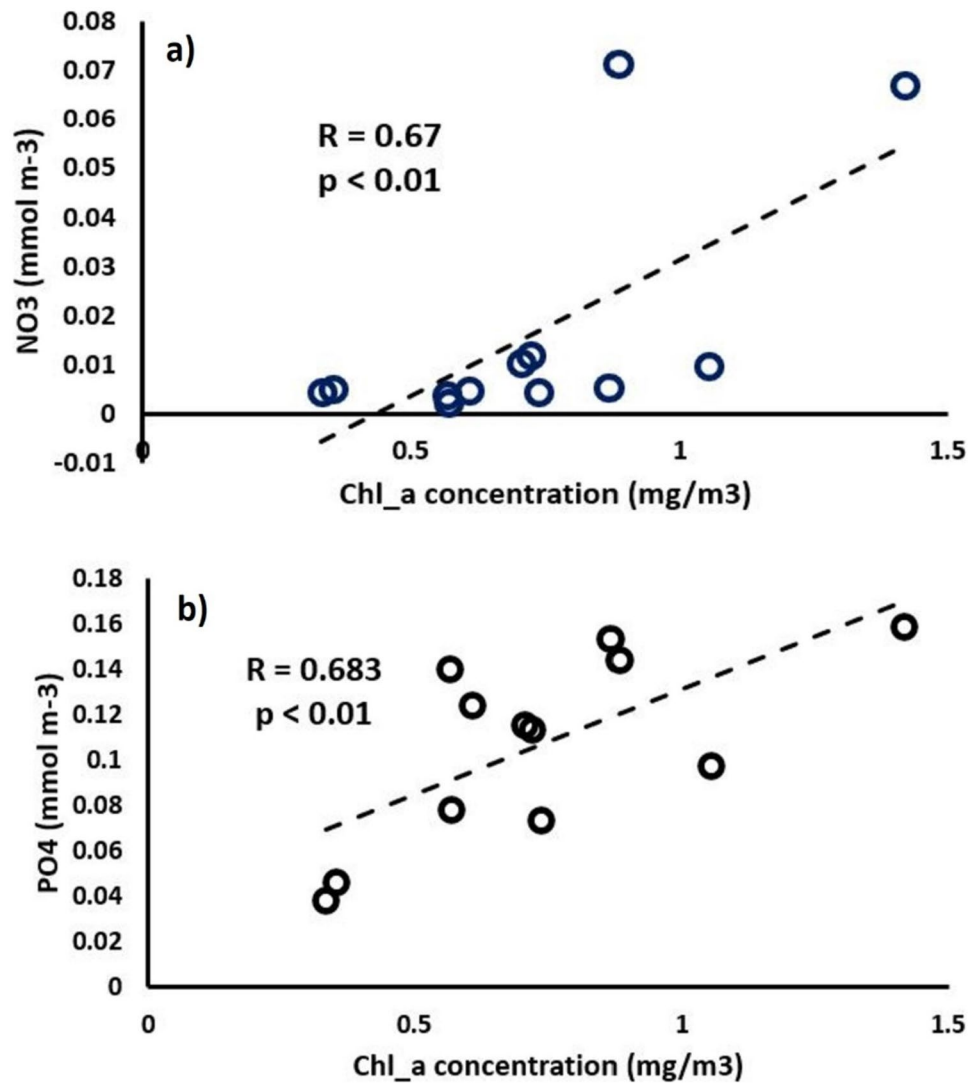 a)
0.08
0.07
0.06
0.05
0.04
0.03
0.02
0.01
0
-0.01
NO3 (mmol m-3)
R = 0.67
p < 0.01
0 0.5 1 1.5
Chl_a concentration (mg/m3)
b)
0.18
0.16
0.14
0.12
0.1
0.08
0.06
0.04
0.02
0
PO4 (mmol m-3)
R = 0.683
p < 0.01
0 0.5 1 1.5
Chl_a concentration (mg/m3)